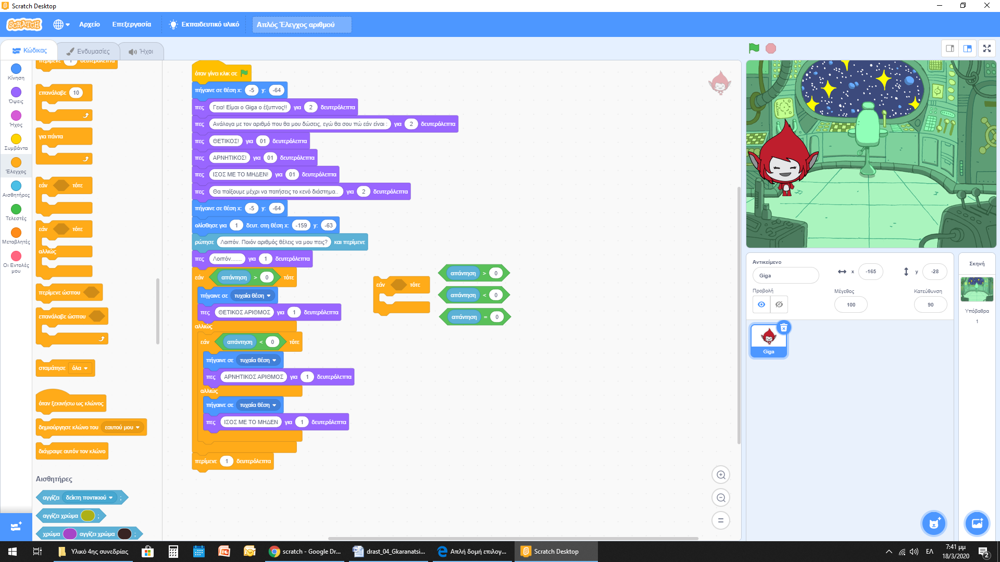 Scratch Desktop
SCRATCH
Αρχείο
Επεξεργασία
Εκπαιδευτικό υλικό
Απλός Έλεγχος αριθμού
Κώδικας
Ενδυμασίες
Ήχοι
Κίνηση
Όψεις
Ήχος
Συμβάντα
Έλεγχος
Αισθητήρες
Τελεστές
Μεταβλητές
Οι Εντολές
μου
περίμενε 1 δευτερόλεπτα
επανάλαβε 10
για πάντα
εάν τότε
εάν τότε
αλλιώς
περίμενε ώσπου
επανάλαβε ώσπου
σταμάτησε όλα
όταν ξεκινήσω ως κλώνος
δημιούργησε κλώνο του εαυτού μου
διάγραψε αυτόν τον κλώνο
Αισθητήρες
αγγίζει δείκτη ποντικιού ;
αγγίζει χρώμα ;
χρώμα αγγίζει χρώμα ;
όταν γίνει κλικ σε
πήγαινε σε θέση x: -5 y: -64
πες Γεια! Είμαι ο Giga ο έξυπνος!! για 2 δευτερόλεπτα
πες Ανάλογα με τον αριθμό που θα μου δώσεις, εγώ θα σου πώ εάν είναι : για 2 δευτερόλεπτα
πες ΘΕΤΙΚΟΣ! για 01 δευτερόλεπτα
πες ΑΡΝΗΤΙΚΟΣ! για 01 δευτερόλεπτα
πες ΙΣΟΣ ΜΕ ΤΟ ΜΗΔΕΝ! για 01 δευτερόλεπτα
πες Θα παίξουμε μέχρι να πατήσεις το κενό διάστημα.. για 2 δευτερόλεπτα
πήγαινε σε θέση x: -5 y: -64
ολίσθησε για 1 δευτ. στη θέση x: -159 y: -63
ρώτησε Λοιπόν. Ποιόν αριθμός θέλεις να μου πεις? και περίμενε
πες Λοιπόν....... για 1 δευτερόλεπτα
εάν απάντηση > 0 τότε
πήγαινε σε τυχαία θέση
πες ΘΕΤΙΚΟΣ ΑΡΙΘΜΟΣ για 1 δευτερόλεπτα
αλλιώς
εάν απάντηση < 0 τότε
πήγαινε σε τυχαία θέση
πες ΑΡΝΗΤΙΚΟΣ ΑΡΙΘΜΟΣ για 1 δευτερόλεπτα
αλλιώς
πήγαινε σε τυχαία θέση
πες ΙΣΟΣ ΜΕ ΤΟ ΜΗΔΕΝ για 1 δευτερόλεπτα
περίμενε 1 δευτερόλεπτα
εάν τότε
απάντηση > 0
απάντηση < 0
απάντηση = 0
Αντικείμενο
Giga
x -165
y -28
Προβολή
Μέγεθος
100
Κατεύθυνση
90
Giga
Σκηνή
Υπόβαθρα
1
Υλικό 4ης συνεδρίας
scratch - Google Dr...
drast_04_Gkaranatsi...
Απλή δομή επιλογ...
Scratch Desktop
ΕΛ
7:41 μμ
18/3/2020
2